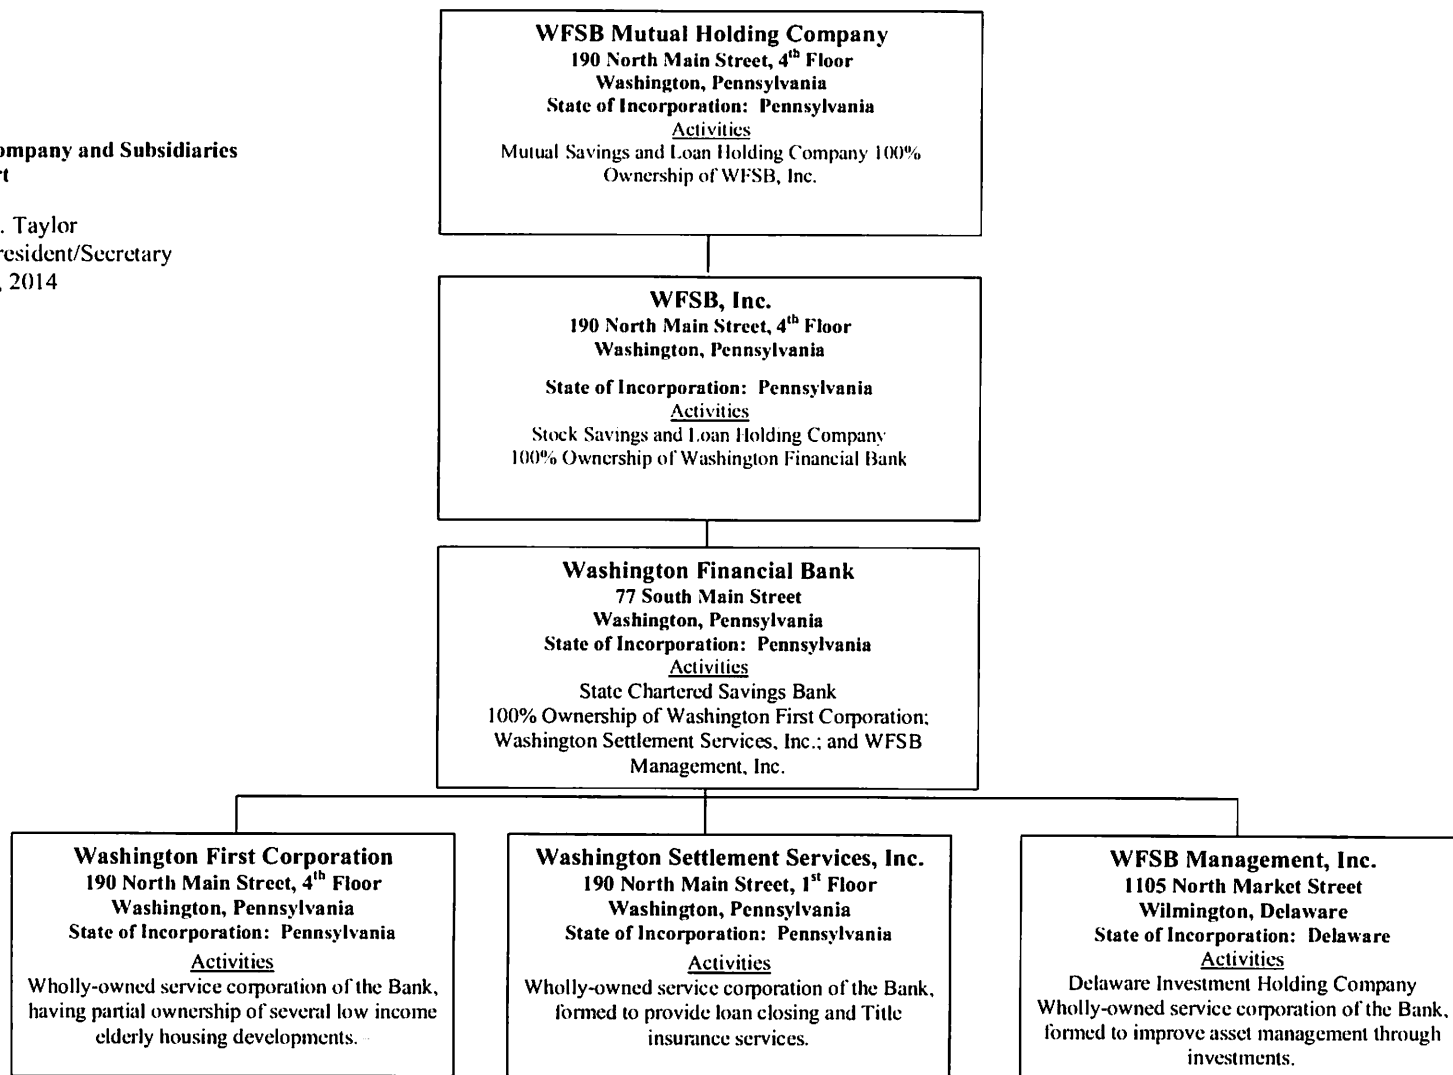 WFSB Mutual Holding Company
190 North Main Street, 4th Floor
Washington, Pennsylvania
State of Incorporation: Pennsylvania
Activities
Mutual Savings and Loan Holding Company 100%
Ownership of WFSB, Inc.
ompany and Subsidiaries
rt
. Taylor
resident/Secretary
, 2014
WFSB, Inc.
190 North Main Street, 4th Floor
Washington, Pennsylvania
State of Incorporation: Pennsylvania
Activities
Stock Savings and Loan Holding Company
100% Ownership of Washington Financial Bank
Washington Financial Bank
77 South Main Street
Washington, Pennsylvania
State of Incorporation: Pennsylvania
Activities
State Chartered Savings Bank
100% Ownership of Washington First Corporation;
Washington Settlement Services, Inc.; and WFSB
Management, Inc.
Washington First Corporation
190 North Main Street, 4th Floor
Washington, Pennsylvania
State of Incorporation: Pennsylvania
Activities
Wholly-owned service corporation of the Bank,
having partial ownership of several low income
elderly housing developments.
Washington Settlement Services, Inc.
190 North Main Street, 1st Floor
Washington, Pennsylvania
State of Incorporation: Pennsylvania
Activities
Wholly-owned service corporation of the Bank,
formed to provide loan closing and Title
insurance services.
WFSB Management, Inc.
1105 North Market Street
Wilmington, Delaware
State of Incorporation: Delaware
Activities
Delaware Investment Holding Company
Wholly-owned service corporation of the Bank,
formed to improve asset management through
investments.